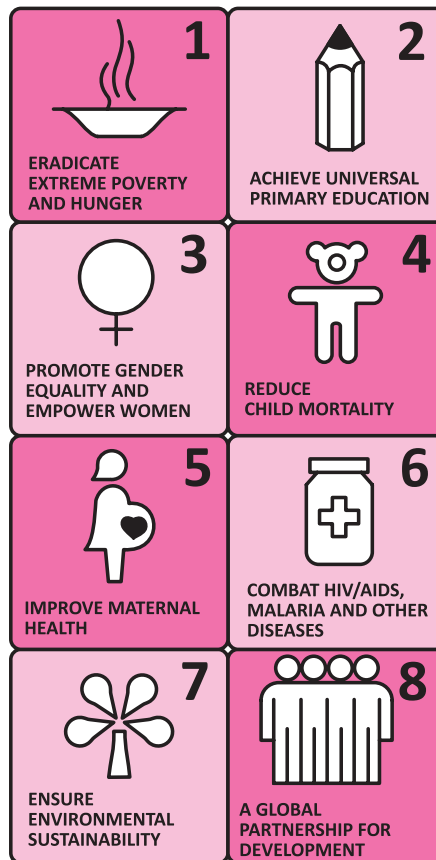 1
ERADICATE
EXTREME POVERTY
AND HUNGER
2
ACHIEVE UNIVERSAL
PRIMARY EDUCATION
3
PROMOTE GENDER
EQUALITY AND
EMPOWER WOMEN
4
REDUCE
CHILD MORTALITY
5
IMPROVE MATERNAL
HEALTH
6
COMBAT HIV/AIDS,
MALARIA AND OTHER
DISEASES
7
ENSURE
ENVIRONMENTAL
SUSTAINABILITY
8
A GLOBAL
PARTNERSHIP FOR
DEVELOPMENT